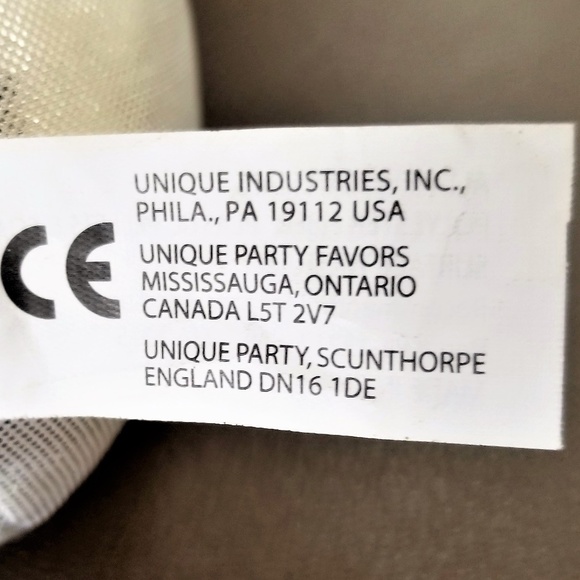 CE
UNIQUE INDUSTRIES, INC.,
PHILA., PA 19112 USA
UNIQUE PARTY FAVORS
MISSISSAUGA, ONTARIO
CANADA L5T 2V7
UNIQUE PARTY, SCUNTHORPE
ENGLAND DN16 1DE